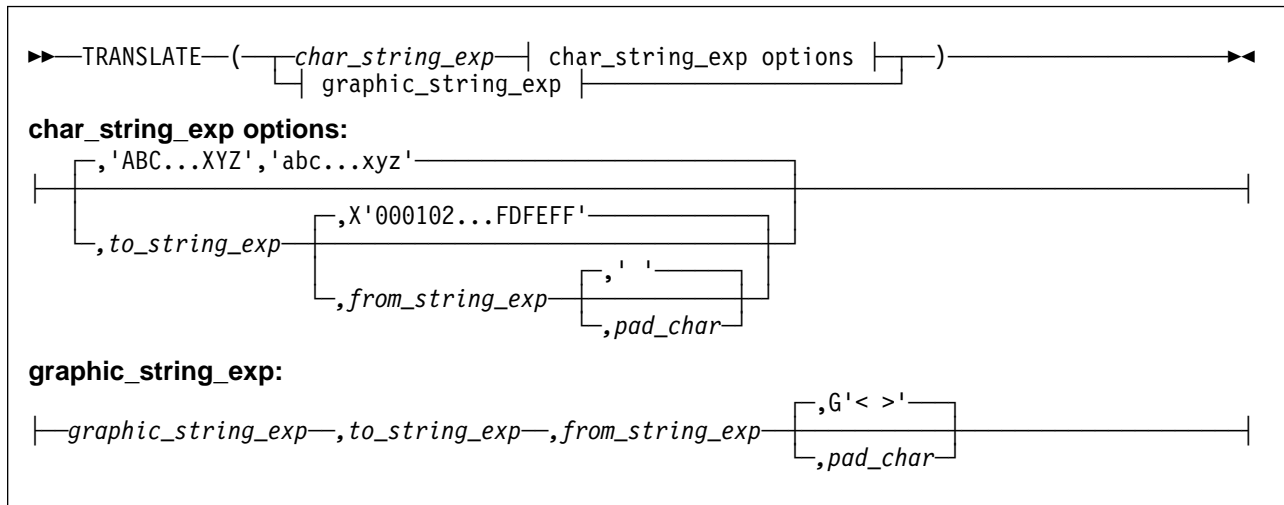 TRANSLATE ( char_string_exp char_string_exp options )
graphic_string_exp
char_string_exp options:
,'ABC...XYZ','abc...xyz'
,X'000102...FDFEFF'
,to_string_exp
,' '
,from_string_exp
,pad_char
graphic_string_exp:
,G'< >'
graphic_string_exp ,to_string_exp ,from_string_exp
,pad_char